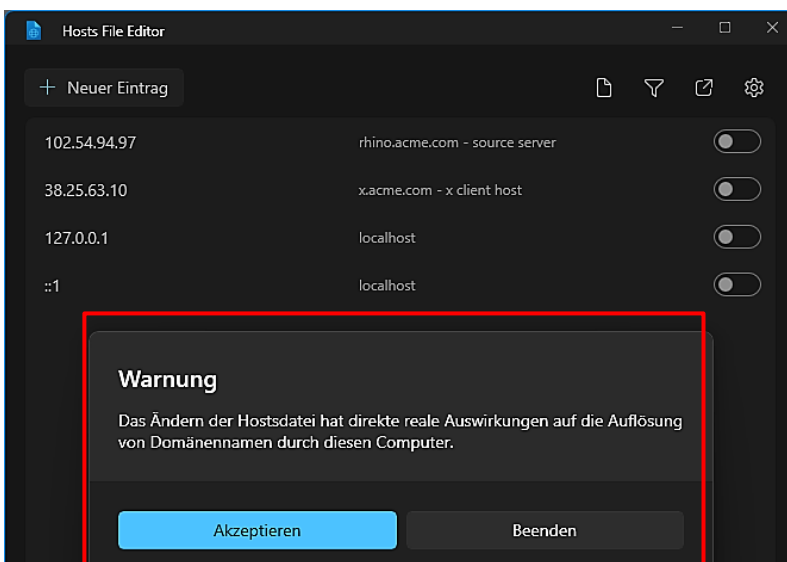 Hosts File Editor
Neuer Eintrag
102.54.94.97 rhino.acme.com - source server
38.25.63.10 x.acme.com - x client host
127.0.0.1 localhost
::1 localhost
Warnung
Das Ändern der Hostsdatei hat direkte reale Auswirkungen auf die Auflösung
von Domänennamen durch diesen Computer.
Akzeptieren Beenden